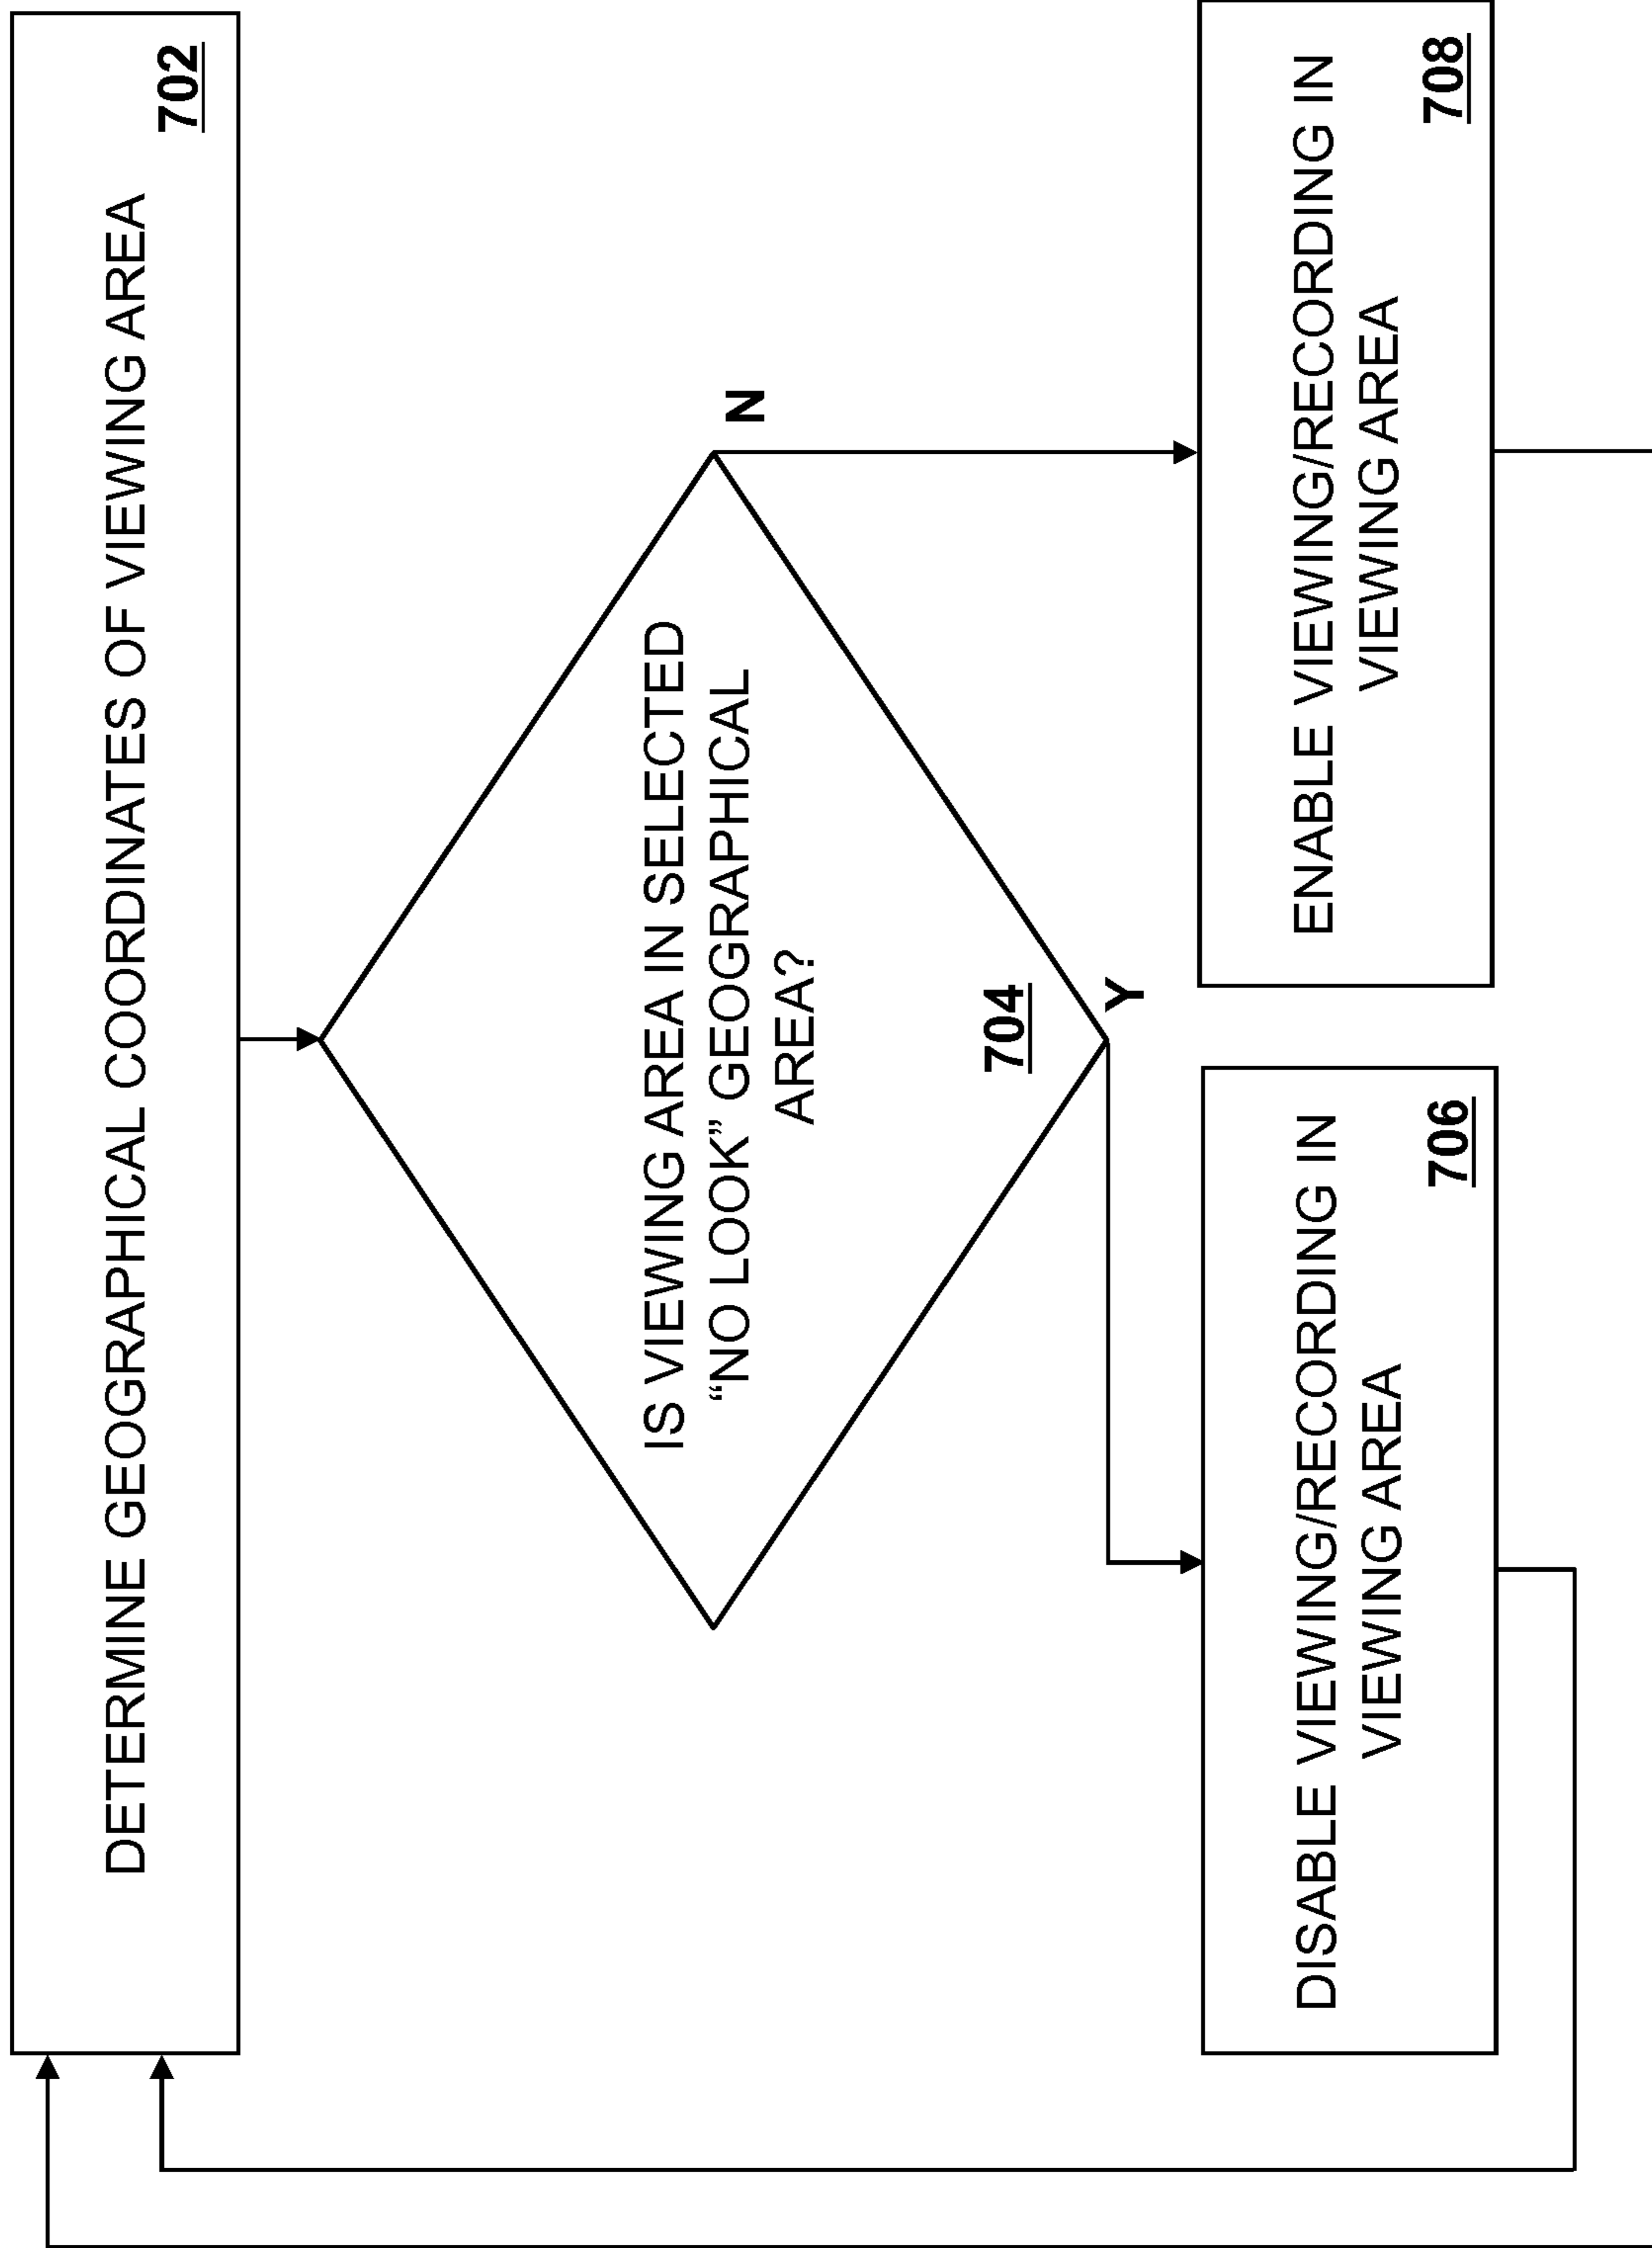 DETERMINE GEOGRAPHICAL COORDINATES OF VIEWING AREA
702
IS VIEWING AREA IN SELECTED
“NO LOOK” GEOGRAPHICAL
AREA?
704
N
Y
DISABLE VIEWING/RECORDING IN
VIEWING AREA
706
ENABLE VIEWING/RECORDING IN
VIEWING AREA
708